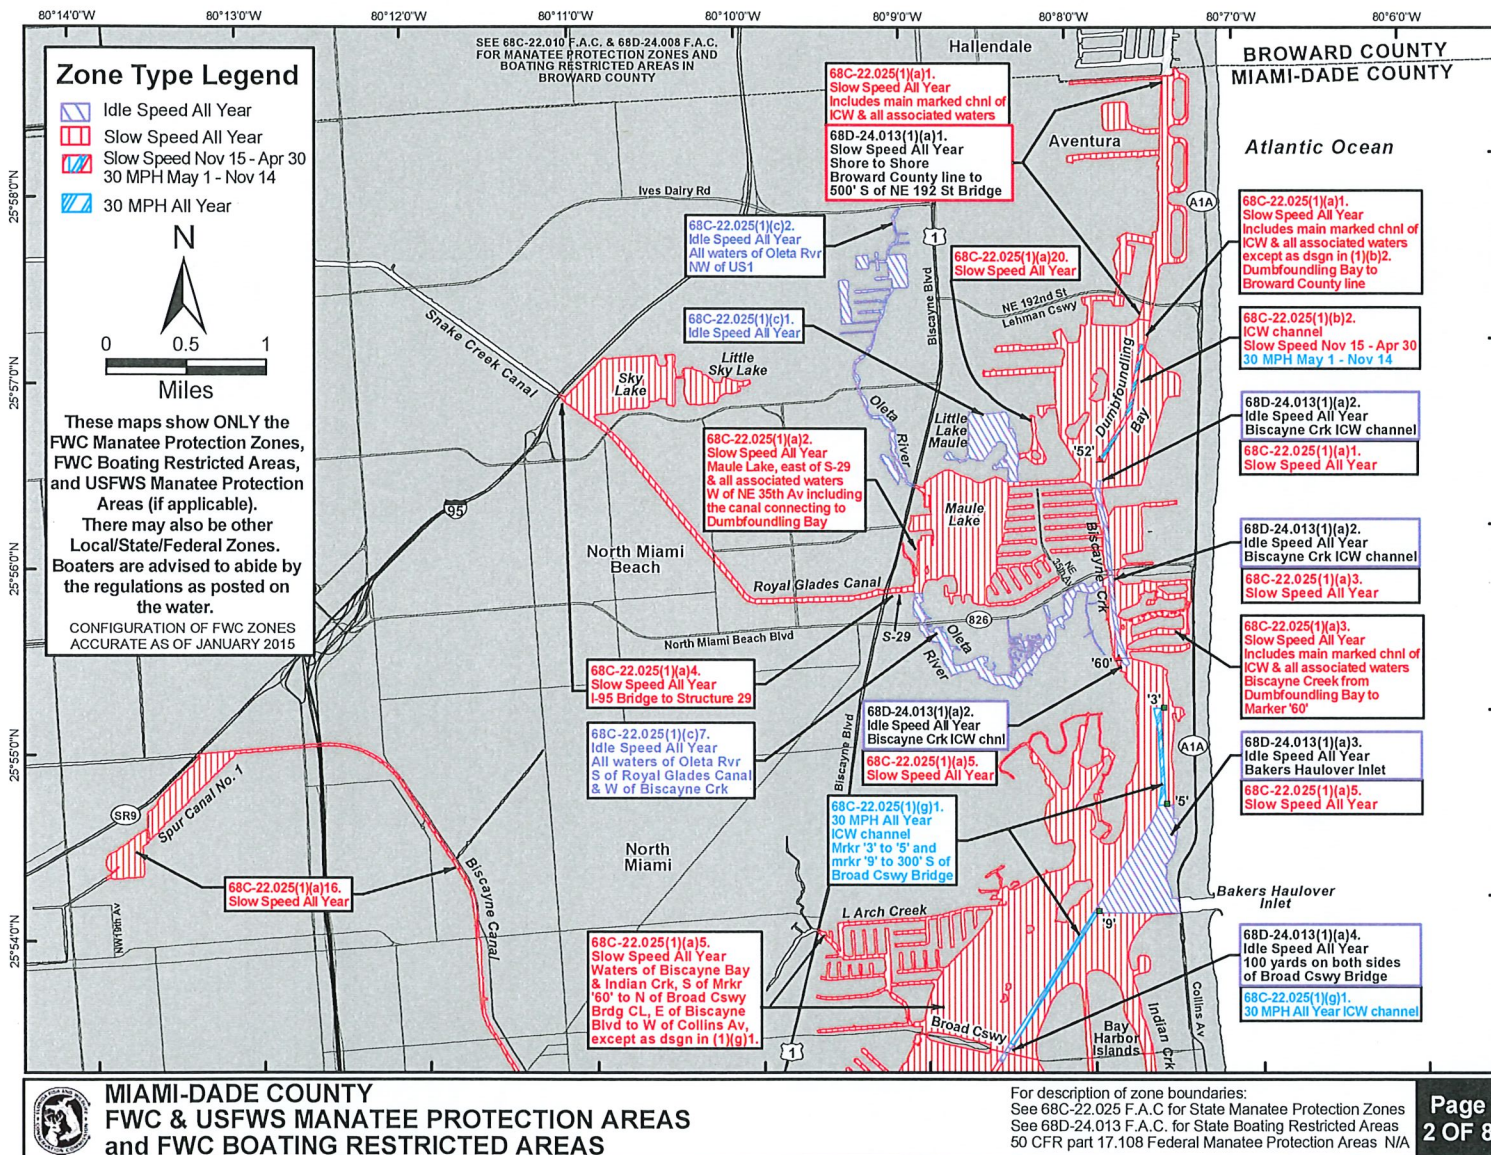 80°14'0"W 80°13'0"W 80°12'0"W 80°11'0"W 80°10'0"W 80°9'0"W 80°8'0"W 80°7'0"W 80°6'0"W
25°58'0"N
25°57'0"N
25°56'0"N
25°55'0"N
25°54'0"N
Zone Type Legend
Idle Speed All Year
Slow Speed All Year
Slow Speed Nov 15 - Apr 30
30 MPH May 1 - Nov 14
30 MPH All Year
N
0 0.5 1
Miles
These maps show ONLY the
FWC Manatee Protection Zones,
FWC Boating Restricted Areas,
and USFWS Manatee Protection
Areas (if applicable).
There may also be other
Local/State/Federal Zones.
Boaters are advised to abide by
the regulations as posted on
the water.
CONFIGURATION OF FWC ZONES
ACCURATE AS OF JANUARY 2015
SEE 68C-22.010 F.A.C. & 68D-24.008 F.A.C.
FOR MANATEE PROTECTION ZONES AND
BOATING RESTRICTED AREAS IN
BROWARD COUNTY
Hallendale
BROWARD COUNTY
MIAMI-DADE COUNTY
Atlantic Ocean
Aventura
68C-22.025(1)(a)1.
Slow Speed All Year
Includes main marked chnl of
ICW & all associated waters
68D-24.013(1)(a)1.
Slow Speed All Year
Shore to Shore
Broward County line to
500' S of NE 192 St Bridge
Ives Dairy Rd
A1A
1
68C-22.025(1)(c)2.
Idle Speed All Year
All waters of Oleta Rvr
NW of US1
68C-22.025(1)(a)20.
Slow Speed All Year
68C-22.025(1)(a)1.
Slow Speed All Year
Includes main marked chnl of
ICW & all associated waters
except as dsgn in (1)(b)2.
Dumbfoundling Bay to
Broward County line
Biscayne Blvd
NE 192nd St
Lehman Cswy
68C-22.025(1)(c)1.
Idle Speed All Year
68C-22.025(1)(b)2.
ICW channel
Slow Speed Nov 15 - Apr 30
30 MPH May 1 - Nov 14
Snake Creek Canal
Sky
Lake
Little
Sky Lake
Oleta
River
Little
Lake
Maule
Dumbfoundling
Bay
'52'
68D-24.013(1)(a)2.
Idle Speed All Year
Biscayne Crk ICW channel
68C-22.025(1)(a)1.
Slow Speed All Year
68C-22.025(1)(a)2.
Slow Speed All Year
Maule Lake, east of S-29
& all associated waters
W of NE 35th Av including
the canal connecting to
Dumbfoundling Bay
95
Maule
Lake
Biscayne Crk
NE
35th Av
68D-24.013(1)(a)2.
Idle Speed All Year
Biscayne Crk ICW channel
68C-22.025(1)(a)3.
Slow Speed All Year
North Miami
Beach
Royal Glades Canal
North Miami Beach Blvd
S-29
826
Oleta
River
68C-22.025(1)(a)3.
Slow Speed All Year
Includes main marked chnl of
ICW & all associated waters
Biscayne Creek from
Dumbfoundling Bay to
Marker '60'
68C-22.025(1)(a)4.
Slow Speed All Year
I-95 Bridge to Structure 29
'60'
'3'
68D-24.013(1)(a)2.
Idle Speed All Year
Biscayne Crk ICW chnl
68C-22.025(1)(a)5.
Slow Speed All Year
68C-22.025(1)(c)7.
Idle Speed All Year
All waters of Oleta Rvr
S of Royal Glades Canal
& W of Biscayne Crk
Biscayne Blvd
A1A
68D-24.013(1)(a)3.
Idle Speed All Year
Bakers Haulover Inlet
68C-22.025(1)(a)5.
Slow Speed All Year
'5'
68C-22.025(1)(g)1.
30 MPH All Year
ICW channel
Mrkr '3' to '5' and
mrkr '9' to 300' S of
Broad Cswy Bridge
SR9
Spur Canal No. 1
68C-22.025(1)(a)16.
Slow Speed All Year
Biscayne Canal
North
Miami
NW19th Av
L Arch Creek
'9'
Bakers Haulover
Inlet
68C-22.025(1)(a)5.
Slow Speed All Year
Waters of Biscayne Bay
& Indian Crk, S of Mrkr
'60' to N of Broad Cswy
Brdg CL, E of Biscayne
Blvd to W of Collins Av,
except as dsgn in (1)(g)1.
68D-24.013(1)(a)4.
Idle Speed All Year
100 yards on both sides
of Broad Cswy Bridge
68C-22.025(1)(g)1.
30 MPH All Year ICW channel
Broad Cswy
Bay
Harbor
Islands
Indian Crk
Collins Av
1
MIAMI-DADE COUNTY
FWC & USFWS MANATEE PROTECTION AREAS
and FWC BOATING RESTRICTED AREAS
For description of zone boundaries:
See 68C-22.025 F.A.C for State Manatee Protection Zones
See 68D-24.013 F.A.C. for State Boating Restricted Areas
50 CFR part 17.108 Federal Manatee Protection Areas N/A
Page
2 OF 8